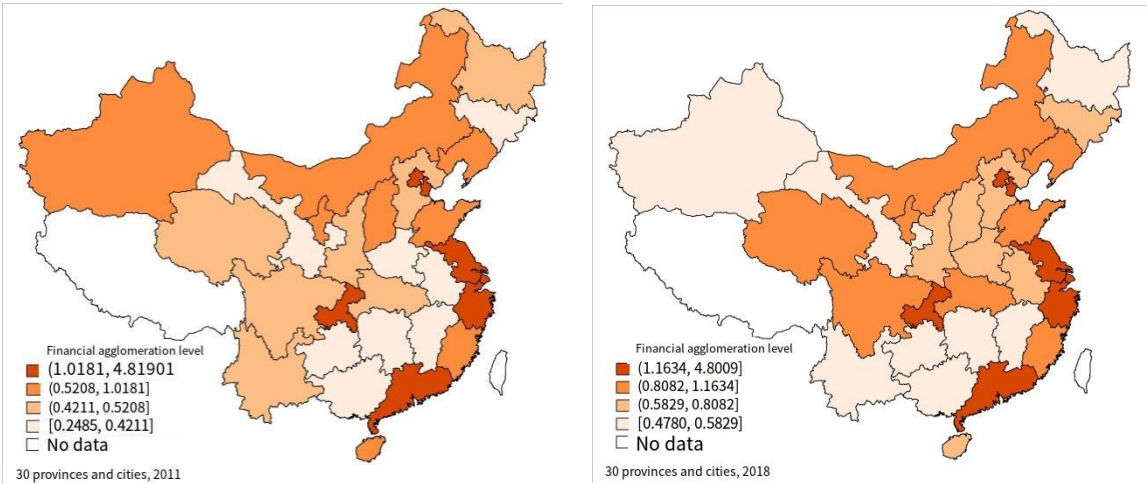 Financial agglomeration level
(1.0181, 4.81901
(0.5208, 1.0181]
(0.4211, 0.5208]
[0.2485, 0.4211]
No data
30 provinces and cities, 2011
Financial agglomeration level
(1.1634, 4.8009]
(0.8082, 1.1634]
(0.5829, 0.8082]
[0.4780, 0.5829]
No data
30 provinces and cities, 2018